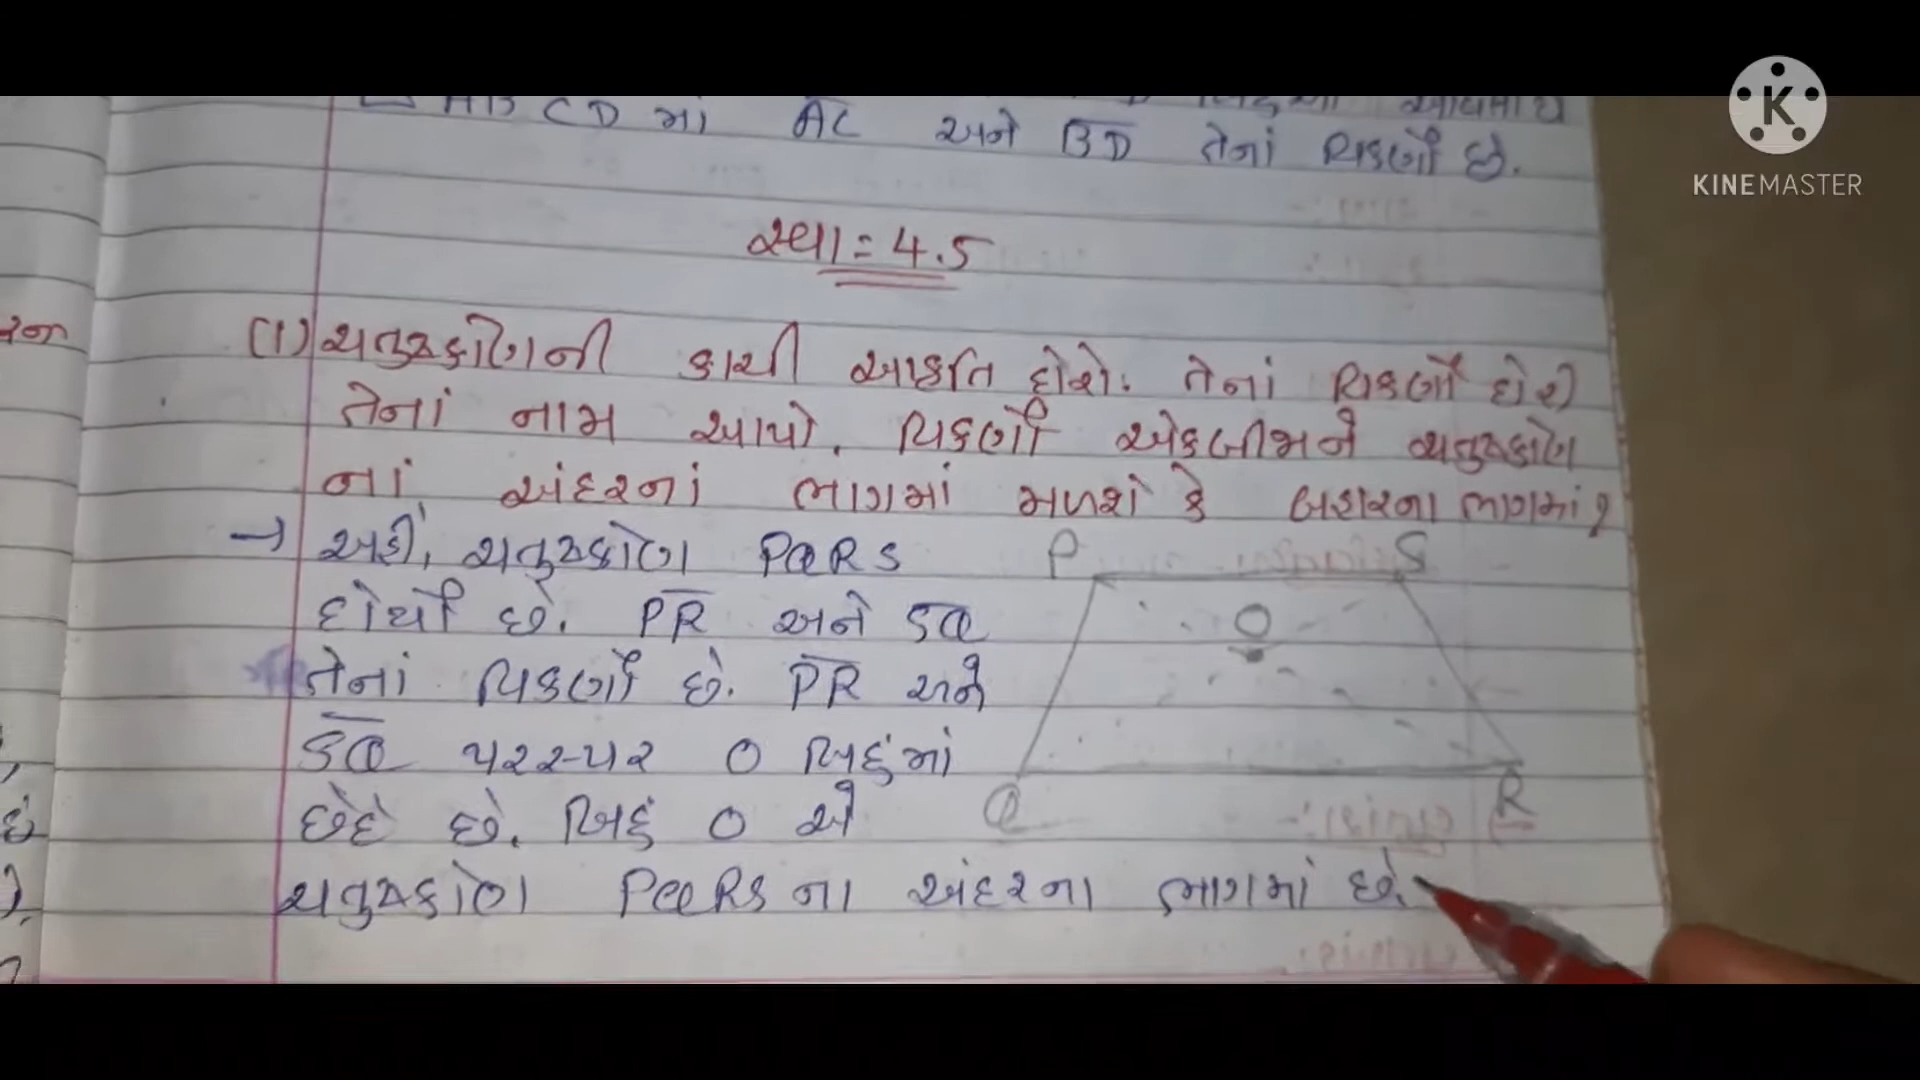 ABCD માં AC અને BD તેનાં વિકર્ણો છે.
KINEMASTER
સ્વા = 4.5
(1) ચતુષ્કોણની કાચી આકૃતિ દોરો. તેનાં વિકર્ણો દોરી
તેનાં નામ આપો. વિકર્ણો એકબીજાને ચતુષ્કોણ
નાં અંદરનાં ભાગમાં મળશે કે બહારના ભાગમાં?
→ અહીં, ચતુષ્કોણ PQRS
દોર્યો છે. PR અને SQ
તેનાં વિકર્ણો છે. PR અને
SQ પરસ્પર O બિંદુમાં
છેદે છે. બિંદુ O એ
ચતુષ્કોણ PQRS ના અંદરના ભાગમાં છે.
P S
O
Q R